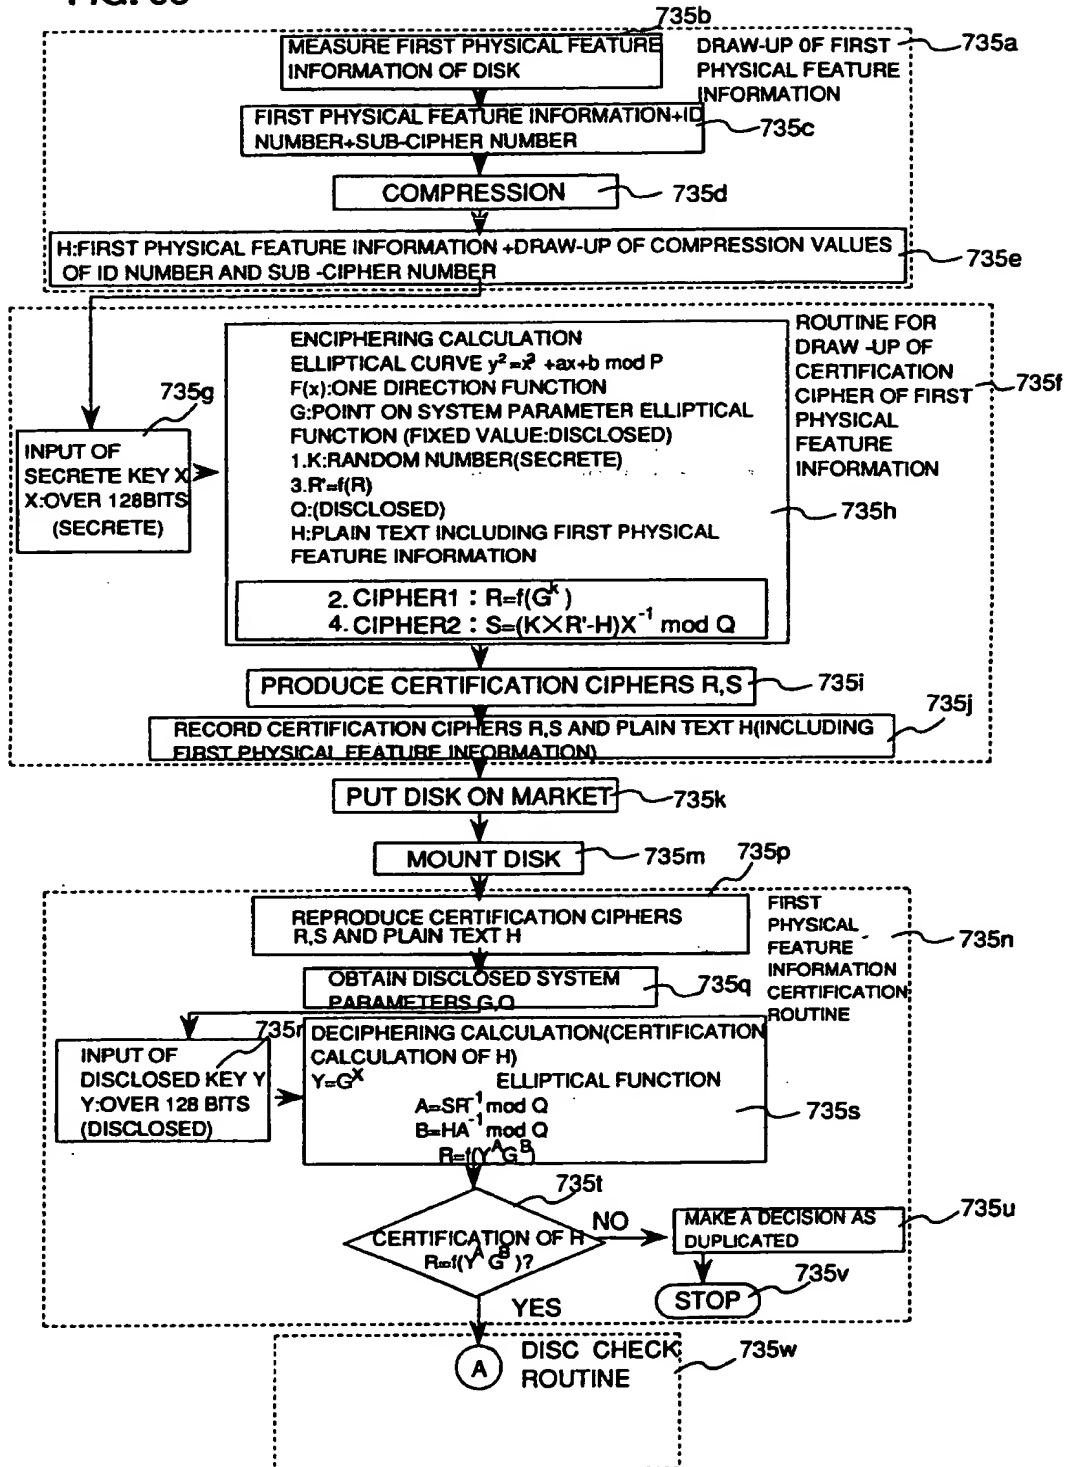 735b
MEASURE FIRST PHYSICAL FEATURE
INFORMATION OF DISK
DRAW-UP OF FIRST
PHYSICAL FEATURE
INFORMATION
735a
FIRST PHYSICAL FEATURE INFORMATION+ID
NUMBER+SUB-CIPHER NUMBER
735c
COMPRESSION
735d
H:FIRST PHYSICAL FEATURE INFORMATION +DRAW-UP OF COMPRESSION VALUES
OF ID NUMBER AND SUB -CIPHER NUMBER
735e
ROUTINE FOR
DRAW -UP OF
CERTIFICATION
CIPHER OF FIRST
PHYSICAL
FEATURE
INFORMATION
735f
735g
INPUT OF
SECRETE KEY X
X:OVER 128BITS
(SECRETE)
ENCIPHERING CALCULATION
ELLIPTICAL CURVE y²=x³ +ax+b mod P
F(x):ONE DIRECTION FUNCTION
G:POINT ON SYSTEM PARAMETER ELLIPTICAL
FUNCTION (FIXED VALUE:DISCLOSED)
1.K:RANDOM NUMBER(SECRETE)
3.R'=f(R)
Q:(DISCLOSED)
H:PLAIN TEXT INCLUDING FIRST PHYSICAL
FEATURE INFORMATION
735h
2. CIPHER1 : R=f(G^k)
4. CIPHER2 : S=(K×R'-H)X⁻¹ mod Q
PRODUCE CERTIFICATION CIPHERS R,S
735i
735j
RECORD CERTIFICATION CIPHERS R,S AND PLAIN TEXT H(INCLUDING
FIRST PHYSICAL FEATURE INFORMATION)
PUT DISK ON MARKET
735k
MOUNT DISK
735m
735p
REPRODUCE CERTIFICATION CIPHERS
R,S AND PLAIN TEXT H
FIRST
PHYSICAL
FEATURE
INFORMATION
CERTIFICATION
ROUTINE
735n
OBTAIN DISCLOSED SYSTEM
PARAMETERS G,Q
735q
735r
INPUT OF
DISCLOSED KEY Y
Y:OVER 128 BITS
(DISCLOSED)
DECIPHERING CALCULATION(CERTIFICATION
CALCULATION OF H)
Y=G^X ELLIPTICAL FUNCTION
A=SR⁻¹ mod Q
B=HA⁻¹ mod Q
R=f(Y^A G^B)
735s
735t
CERTIFICATION OF H
R=f(Y^A G^B)?
NO
MAKE A DECISION AS
DUPLICATED
735u
735v
STOP
YES
A
DISC CHECK
ROUTINE
735w